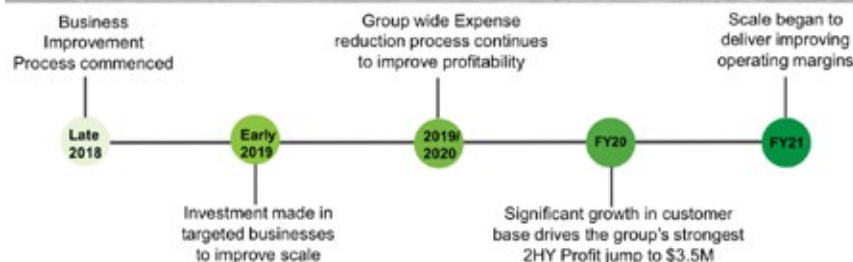 Business
Improvement
Process commenced
Group wide Expense
reduction process continues
to improve profitability
Scale began to
deliver improving
operating margins
Late
2018
Early
2019
2019/
2020
FY20
FY21
Investment made in
targeted businesses
to improve scale
Significant growth in customer
base drives the group's strongest
2HY Profit jump to $3.5M